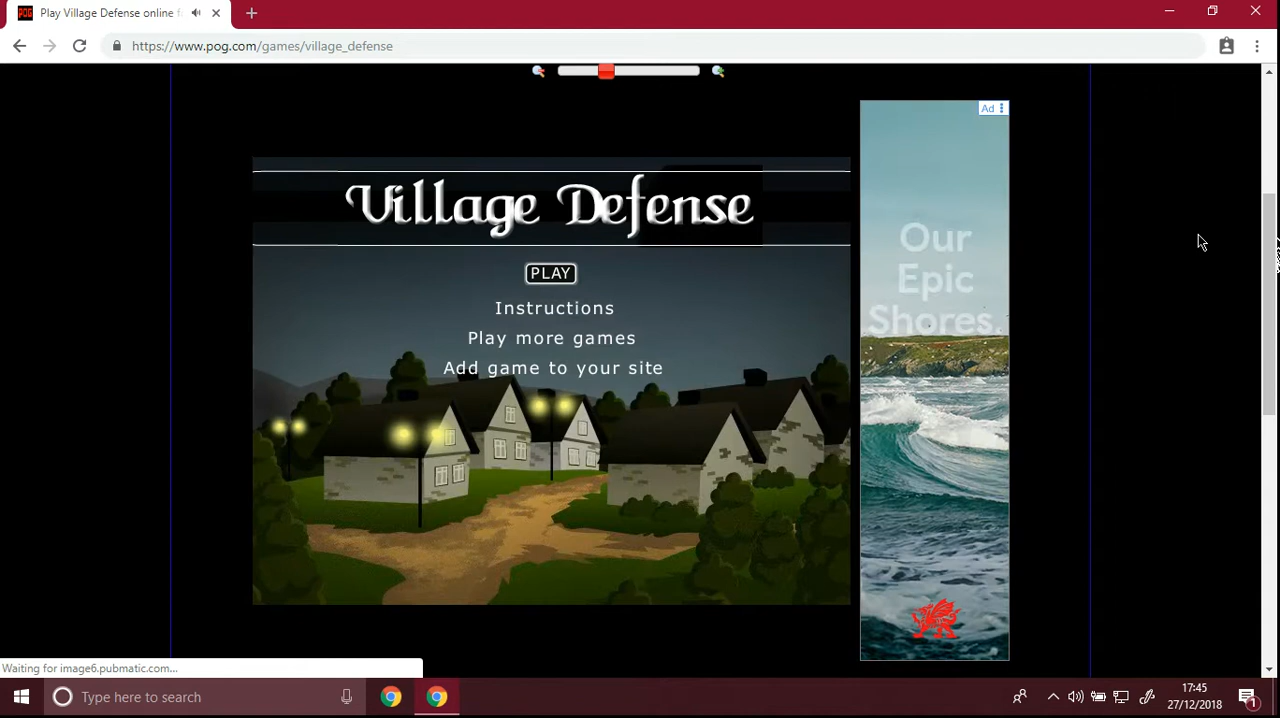 Play Village Defense online f
https://www.pog.com/games/village_defense
Ad
Village Defense
PLAY
Instructions
Play more games
Add game to your site
Our
Epic
Shores.
Waiting for image6.pubmatic.com...
Type here to search
17:45
27/12/2018
1